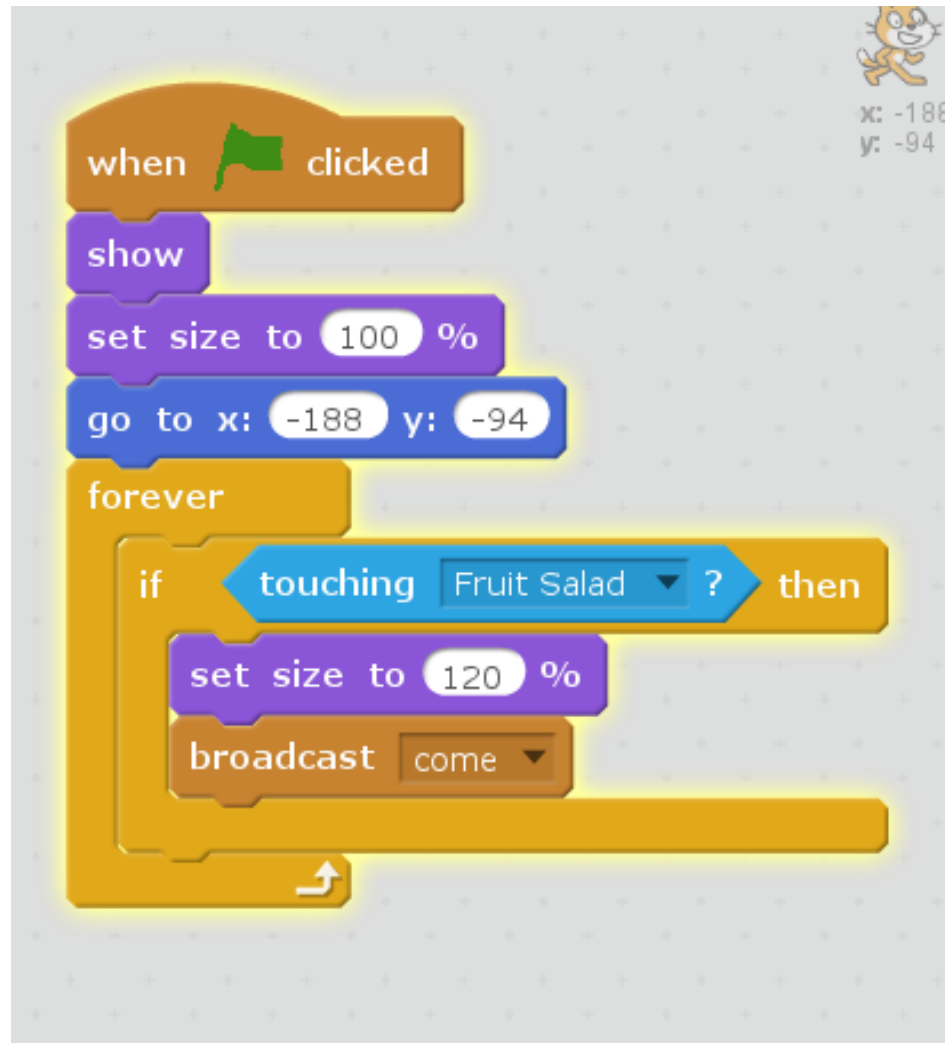 x: -188
y: -94
when clicked
show
set size to 100 %
go to x: -188 y: -94
forever
if touching Fruit Salad ? then
set size to 120 %
broadcast come